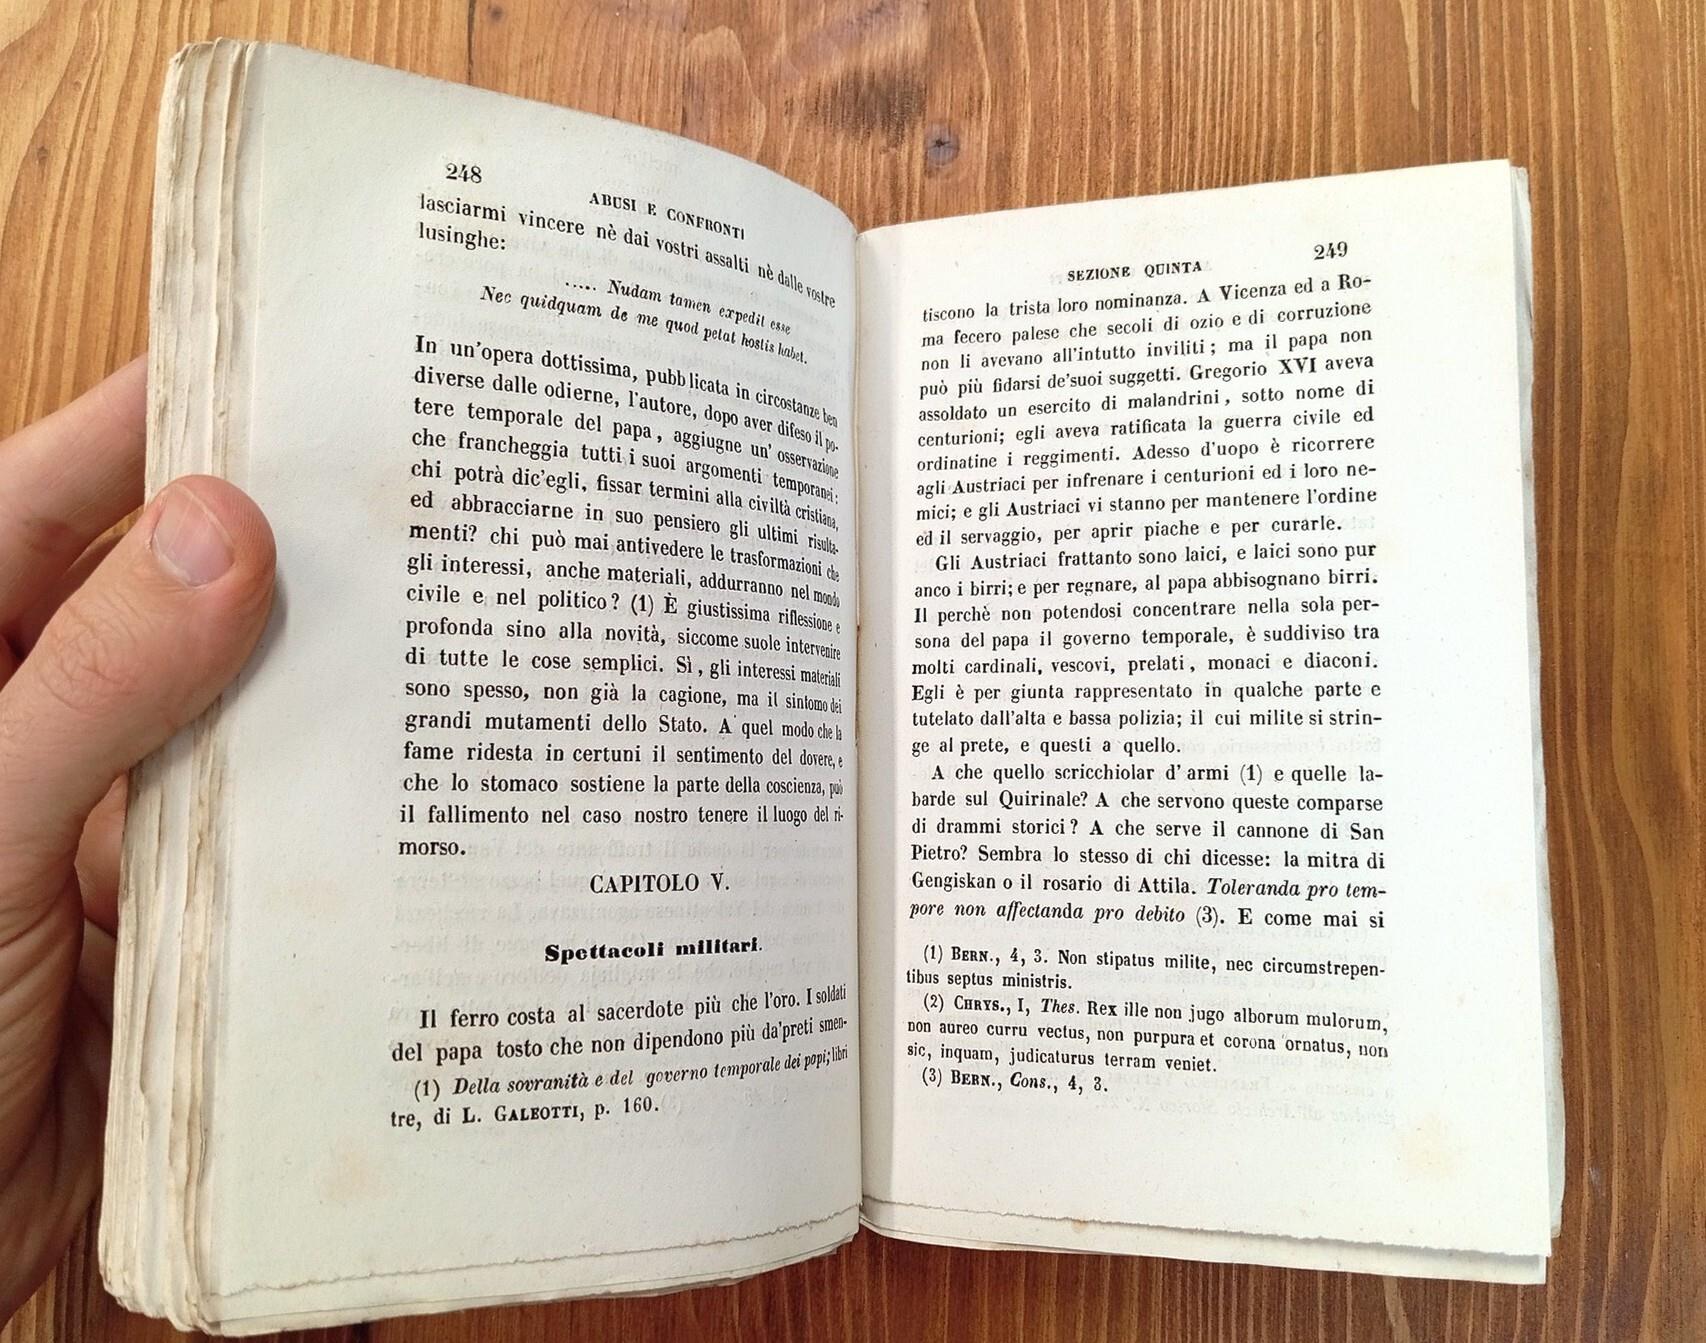 248
ABUSI E CONFRONTI
lasciarmi vincere nè dai vostri assalti nè dalle vostre
lusinghe:
..... Nudam tamen expedit esse
Nec quidquam de me quod petat hostis habet.
In un'opera dottissima, pubblicata in circostanze ben
diverse dalle odierne, l'autore, dopo aver difeso il po-
tere temporale del papa, aggiugne un' osservazione
che francheggia tutti i suoi argomenti temporanei:
chi potrà dic'egli, fissar termini alla civiltà cristiana,
ed abbracciarne in suo pensiero gli ultimi risulta-
menti? chi può mai antivedere le trasformazioni che
gli interessi, anche materiali, addurranno nel mondo
civile e nel politico? (1) È giustissima riflessione e
profonda sino alla novità, siccome suole intervenire
di tutte le cose semplici. Sì, gli interessi materiali
sono spesso, non già la cagione, ma il sintomo dei
grandi mutamenti dello Stato. A quel modo che la
fame ridesta in certuni il sentimento del dovere, e
che lo stomaco sostiene la parte della coscienza, può
il fallimento nel caso nostro tenere il luogo del ri-
morso.
CAPITOLO V.
Spettacoli militari.
Il ferro costa al sacerdote più che l'oro. I soldati
del papa tosto che non dipendono più da'preti smen-
(1) Della sovranità e del governo temporale dei popi; libri
tre, di L. GALEOTTI, p. 160.
249
SEZIONE QUINTA
tiscono la trista loro nominanza. A Vicenza ed a Ro-
ma fecero palese che secoli di ozio e di corruzione
non li avevano all'intutto inviliti; ma il papa non
può più fidarsi de'suoi suggetti. Gregorio XVI aveva
assoldato un esercito di malandrini, sotto nome di
centurioni; egli aveva ratificata la guerra civile ed
ordinatine i reggimenti. Adesso d'uopo è ricorrere
agli Austriaci per infrenare i centurioni ed i loro ne-
mici; e gli Austriaci vi stanno per mantenere l'ordine
ed il servaggio, per aprir piache e per curarle.
Gli Austriaci frattanto sono laici, e laici sono pur
anco i birri; e per regnare, al papa abbisognano birri.
Il perchè non potendosi concentrare nella sola per-
sona del papa il governo temporale, è suddiviso tra
molti cardinali, vescovi, prelati, monaci e diaconi.
Egli è per giunta rappresentato in qualche parte e
tutelato dall'alta e bassa polizia; il cui milite si strin-
ge al prete, e questi a quello.
A che quello scricchiolar d'armi (1) e quelle la-
barde sul Quirinale? A che servono queste comparse
di drammi storici? A che serve il cannone di San
Pietro? Sembra lo stesso di chi dicesse: la mitra di
Gengiskan o il rosario di Attila. Toleranda pro tem-
pore non affectanda pro debito (3). E come mai si
(1) BERN., 4, 3. Non stipatus milite, nec circumstrepen-
tibus septus ministris.
(2) CHRYS., I, Thes. Rex ille non jugo alborum mulorum,
non aureo curru vectus, non purpura et corona ornatus, non
sic, inquam, judicaturus terram veniet.
(3) BERN., Cons., 4, 3.